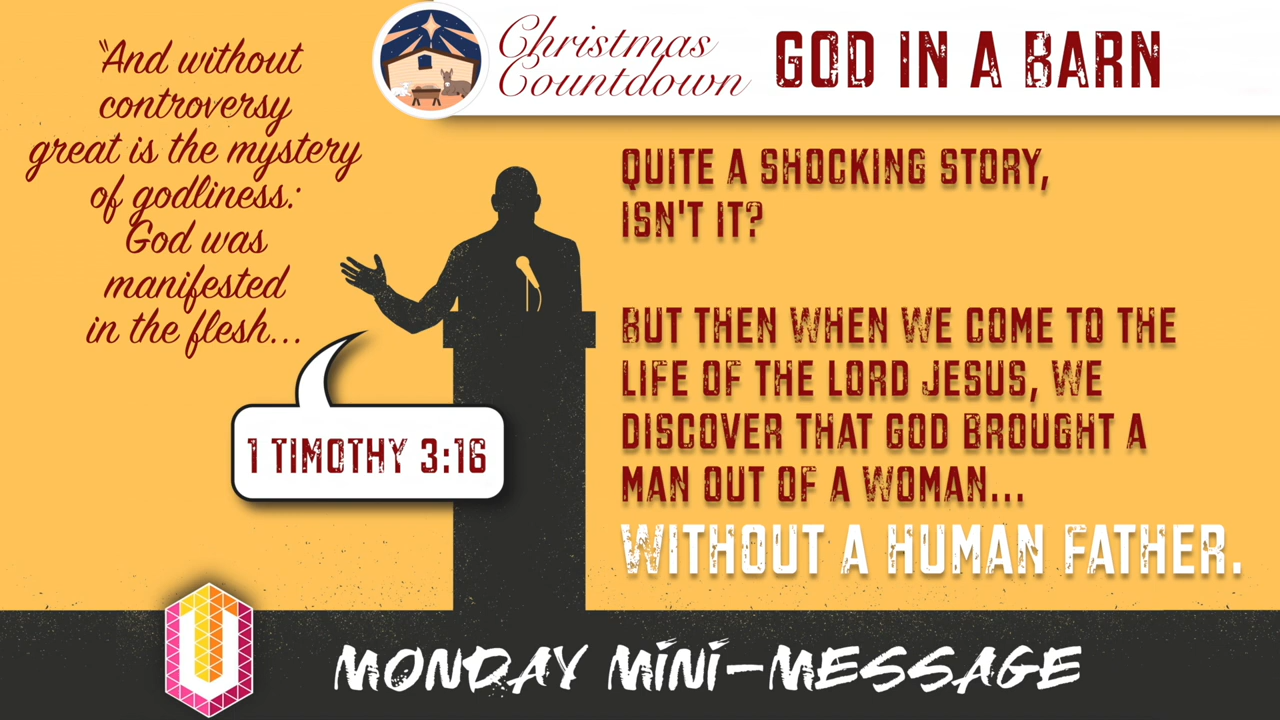 "And without
controversy
great is the mystery
of godliness:
God was
manifested
in the flesh...
1 TIMOTHY 3:16
Christmas
Countdown
GOD IN A BARN
QUITE A SHOCKING STORY,
ISN'T IT?
BUT THEN WHEN WE COME TO THE
LIFE OF THE LORD JESUS, WE
DISCOVER THAT GOD BROUGHT A
MAN OUT OF A WOMAN...
WITHOUT A HUMAN FATHER.
U
MONDAY MINI-MESSAGE